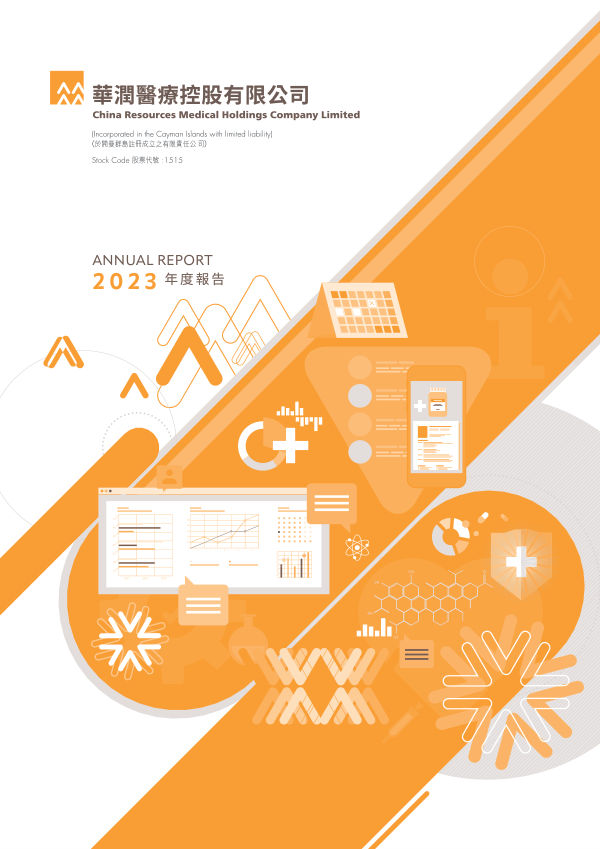 華潤醫療控股有限公司
China Resources Medical Holdings Company Limited
(Incorporated in the Cayman Islands with limited liability)
(於開曼群島註冊成立之有限責任公司)
Stock Code 股票代號 : 1515
ANNUAL REPORT
2023 年度報告